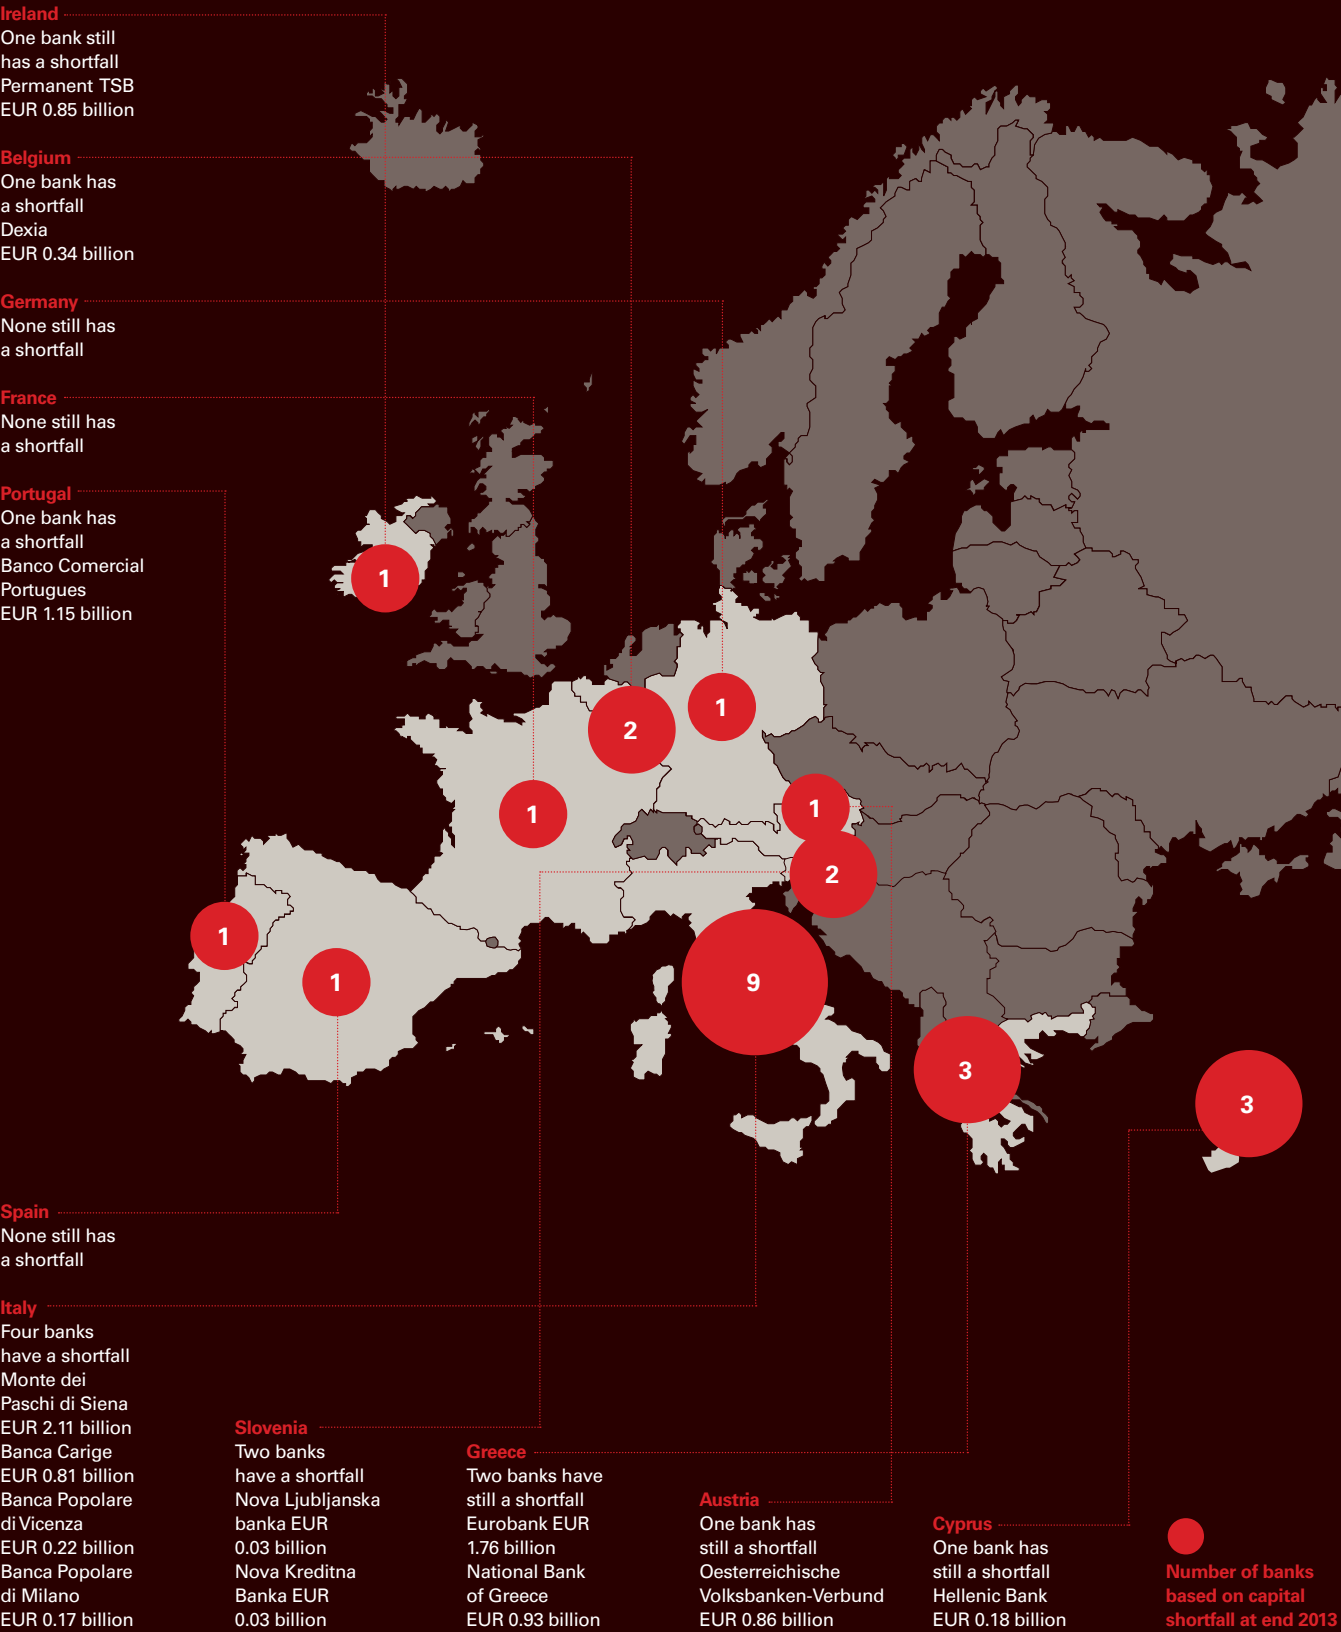 Ireland
One bank still
has a shortfall
Permanent TSB
EUR 0.85 billion
Belgium
One bank has
a shortfall
Dexia
EUR 0.34 billion
Germany
None still has
a shortfall
France
None still has
a shortfall
Portugal
One bank has
a shortfall
Banco Comercial
Portugues
EUR 1.15 billion
1
2
1
1
1
2
1
1
9
3
3
Spain
None still has
a shortfall
Italy
Four banks
have a shortfall
Monte dei
Paschi di Siena
EUR 2.11 billion
Banca Carige
EUR 0.81 billion
Banca Popolare
di Vicenza
EUR 0.22 billion
Banca Popolare
di Milano
EUR 0.17 billion
Slovenia
Two banks
have a shortfall
Nova Ljubljanska
banka EUR
0.03 billion
Nova Kreditna
Banka EUR
0.03 billion
Greece
Two banks have
still a shortfall
Eurobank EUR
1.76 billion
National Bank
of Greece
EUR 0.93 billion
Austria
One bank has
still a shortfall
Oesterreichische
Volksbanken-Verbund
EUR 0.86 billion
Cyprus
One bank has
still a shortfall
Hellenic Bank
EUR 0.18 billion
Number of banks
based on capital
shortfall at end 2013